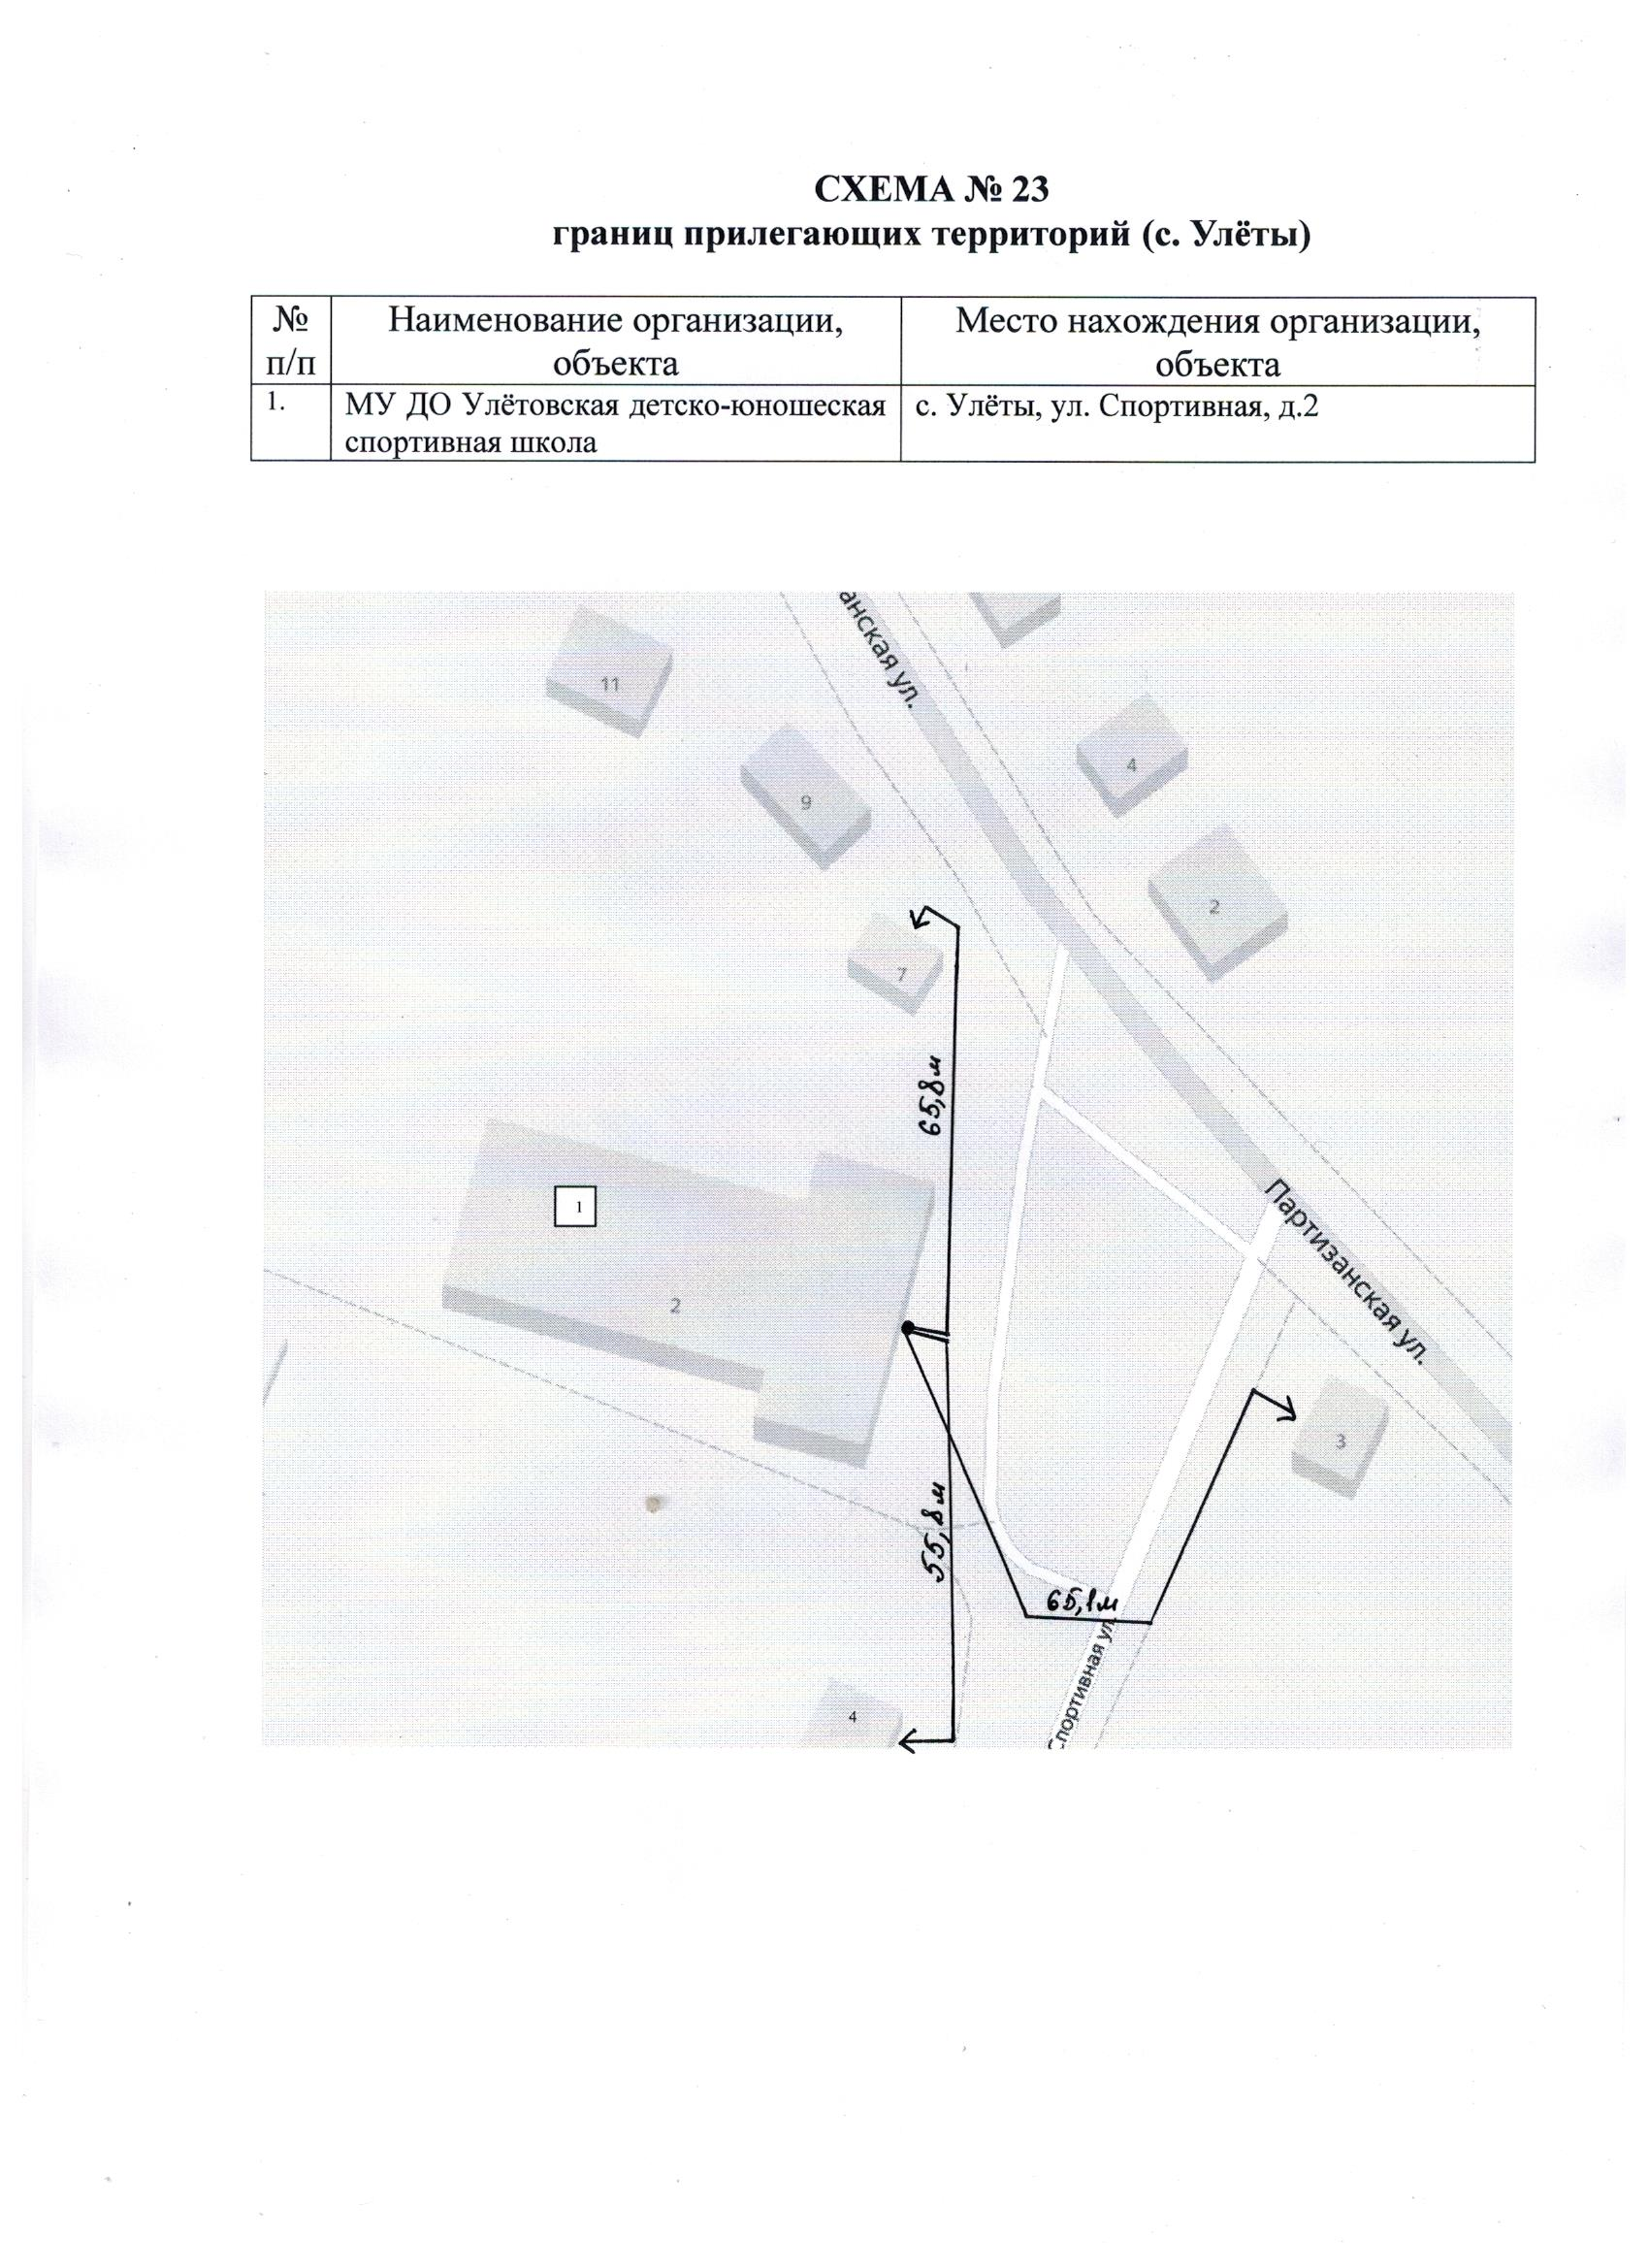 СХЕМА № 23
границ прилегающих территорий (с. Улёты)
№ п/п
Наименование организации, объекта
Место нахождения организации, объекта
1.
МУ ДО Улётовская детско-юношеская
спортивная школа
с. Улёты, ул. Спортивная, д.2
анская ул.
11
4
9
2
7
65,8м
1
Партизанская ул.
2
3
55,8м
65,1м
Спортивная ул.
4